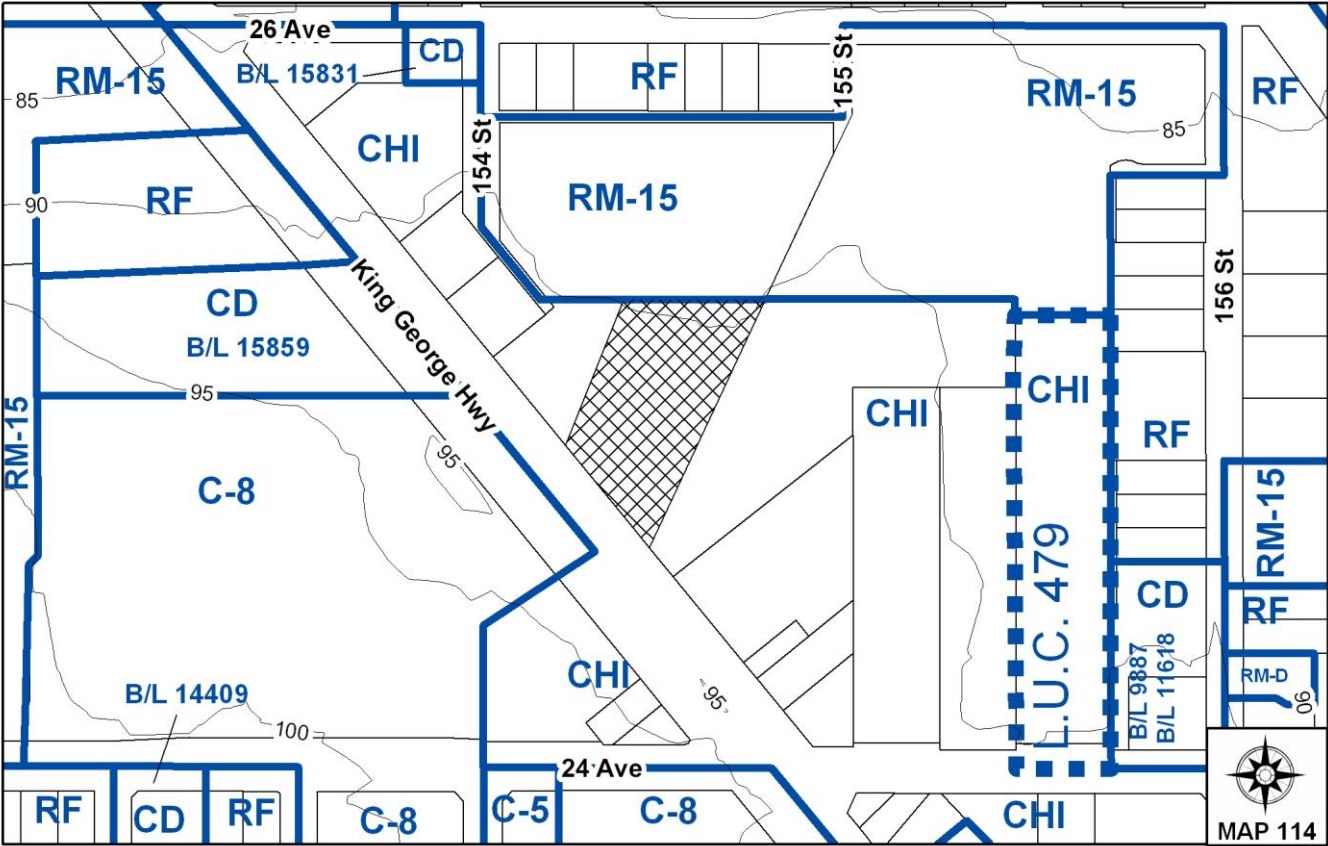 26 Ave
CD
B/L 15831
RM-15
RF
155 St
RM-15
RF
85
85
CHI
154 St
RM-15
RF
90
156 St
CD
B/L 15859
King George Hwy
95
CHI
CHI
RF
RM-15
95
C-8
RM-15
L.U.C. 479
CD
B/L 9887
B/L 11618
RF
RM-D
90
CHI
95
B/L 14409
100
24 Ave
RF
CD
RF
C-8
C-5
C-8
CHI
MAP 114